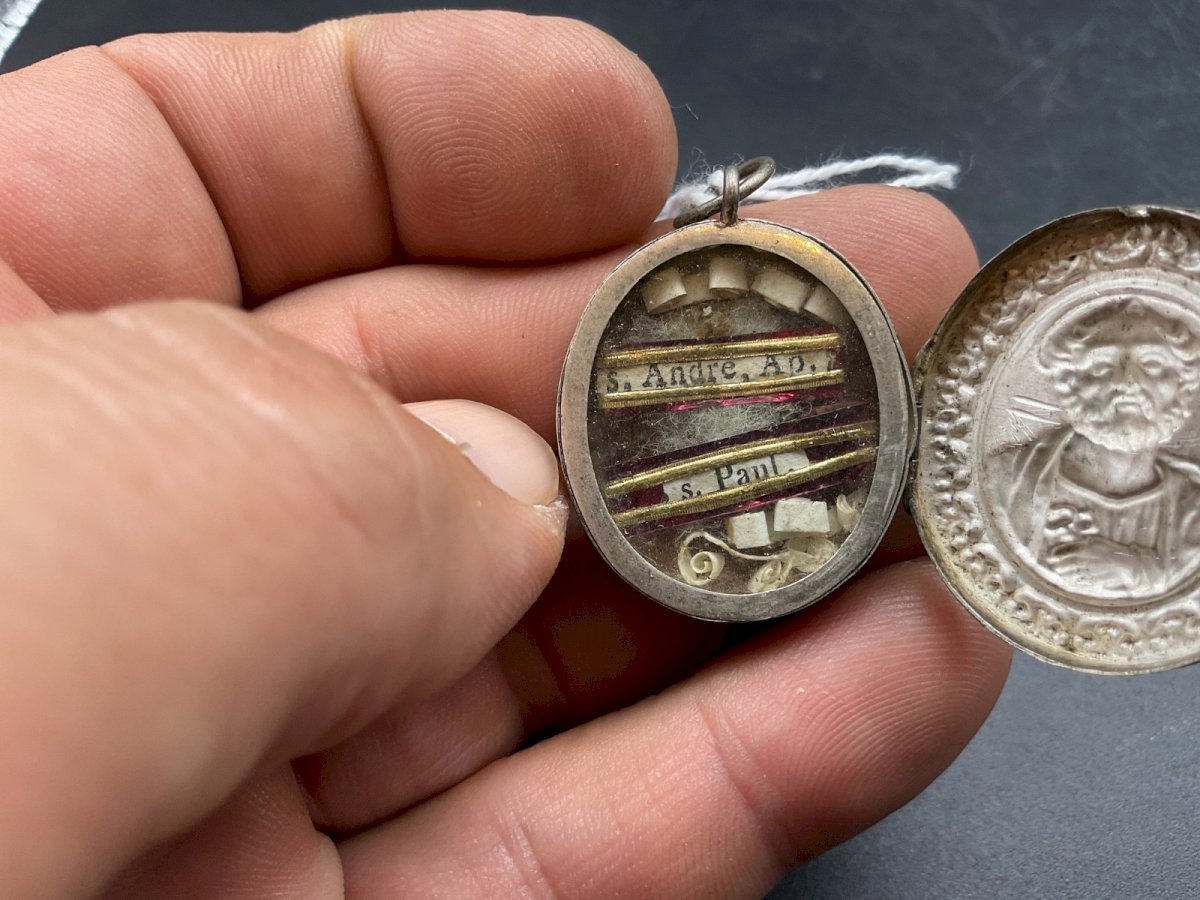 s. Andre, Ap.
s. Paul.